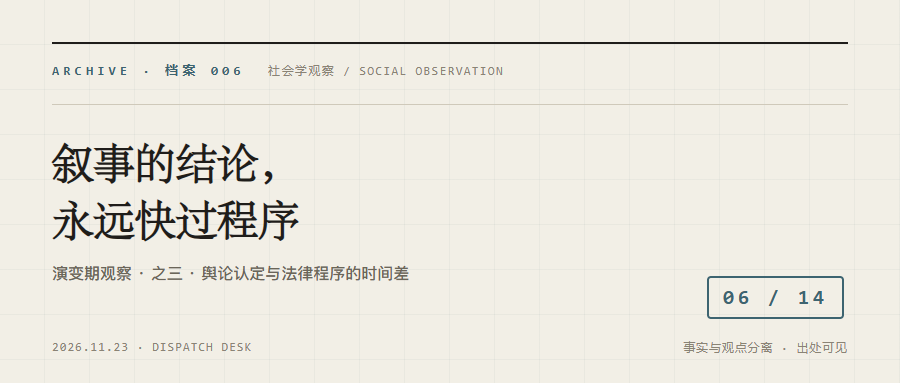 ARCHIVE · 档案 006 社会学观察 / SOCIAL OBSERVATION
叙事的结论，
永远快过程序
演变期观察 · 之三 · 舆论认定与法律程序的时间差
06 / 14
2026.11.23 · DISPATCH DESK
事实与观点分离 · 出处可见